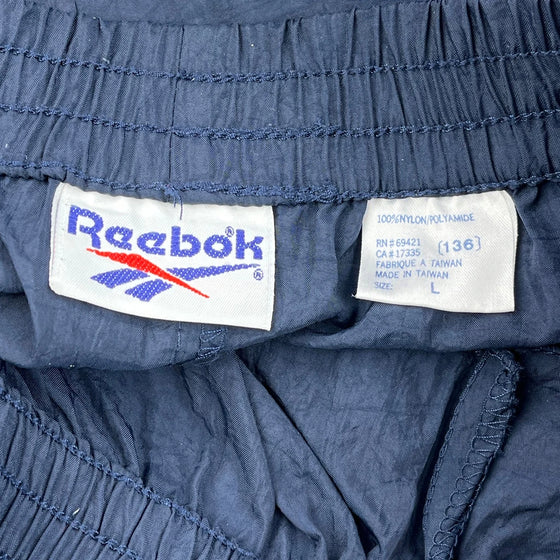 Reebok®
®
100% NYLON/POLYAMIDE
RN # 69421
CA # 17335 [136]
FABRIQUE A TAIWAN
MADE IN TAIWAN
SIZE: L